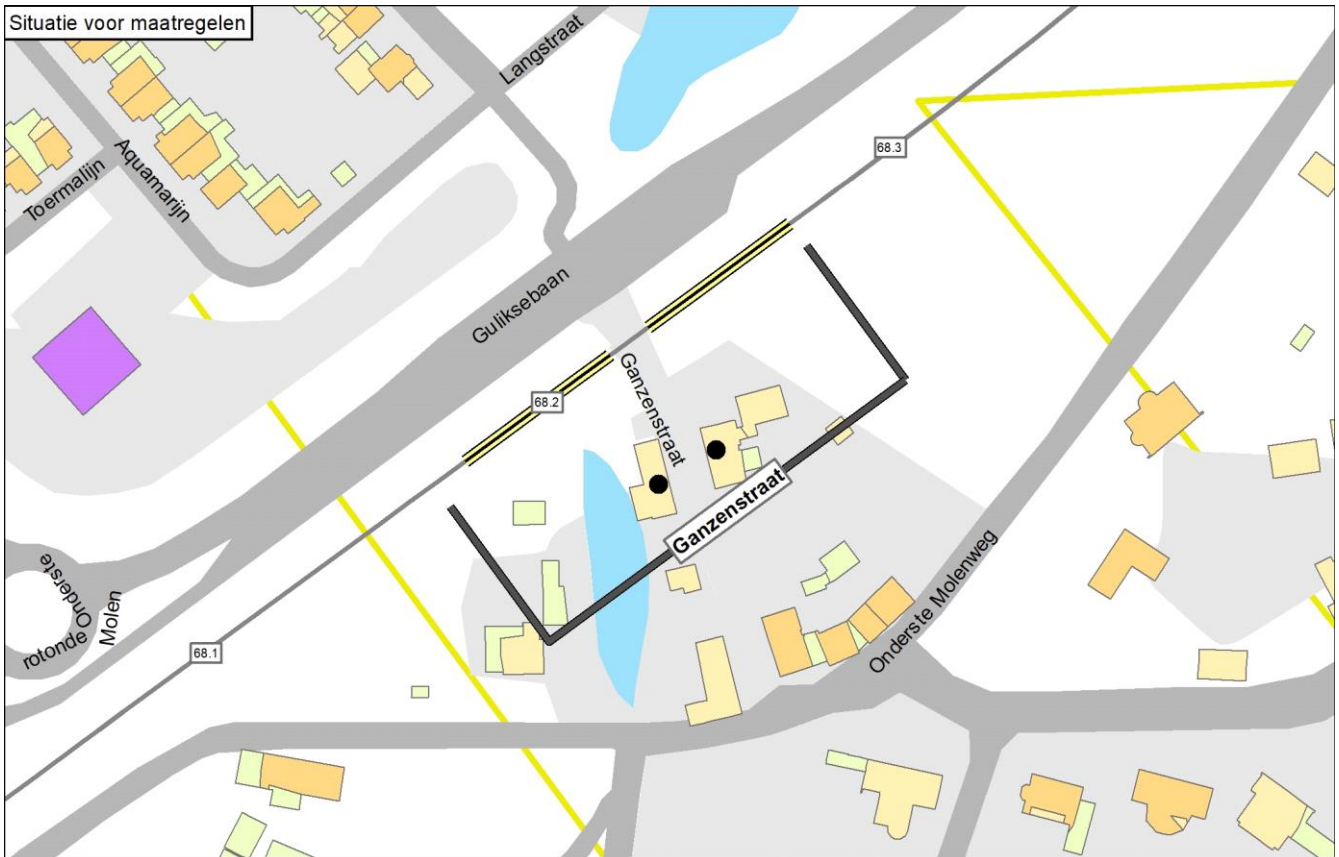 Situatie voor maatregelen
Langstraat
Toermalijn
Aquamarijn
68.3
Guliksebaan
Ganzenstraat
68.2
Ganzenstraat
Onderste Molenweg
rotonde Onderste
Molen
68.1